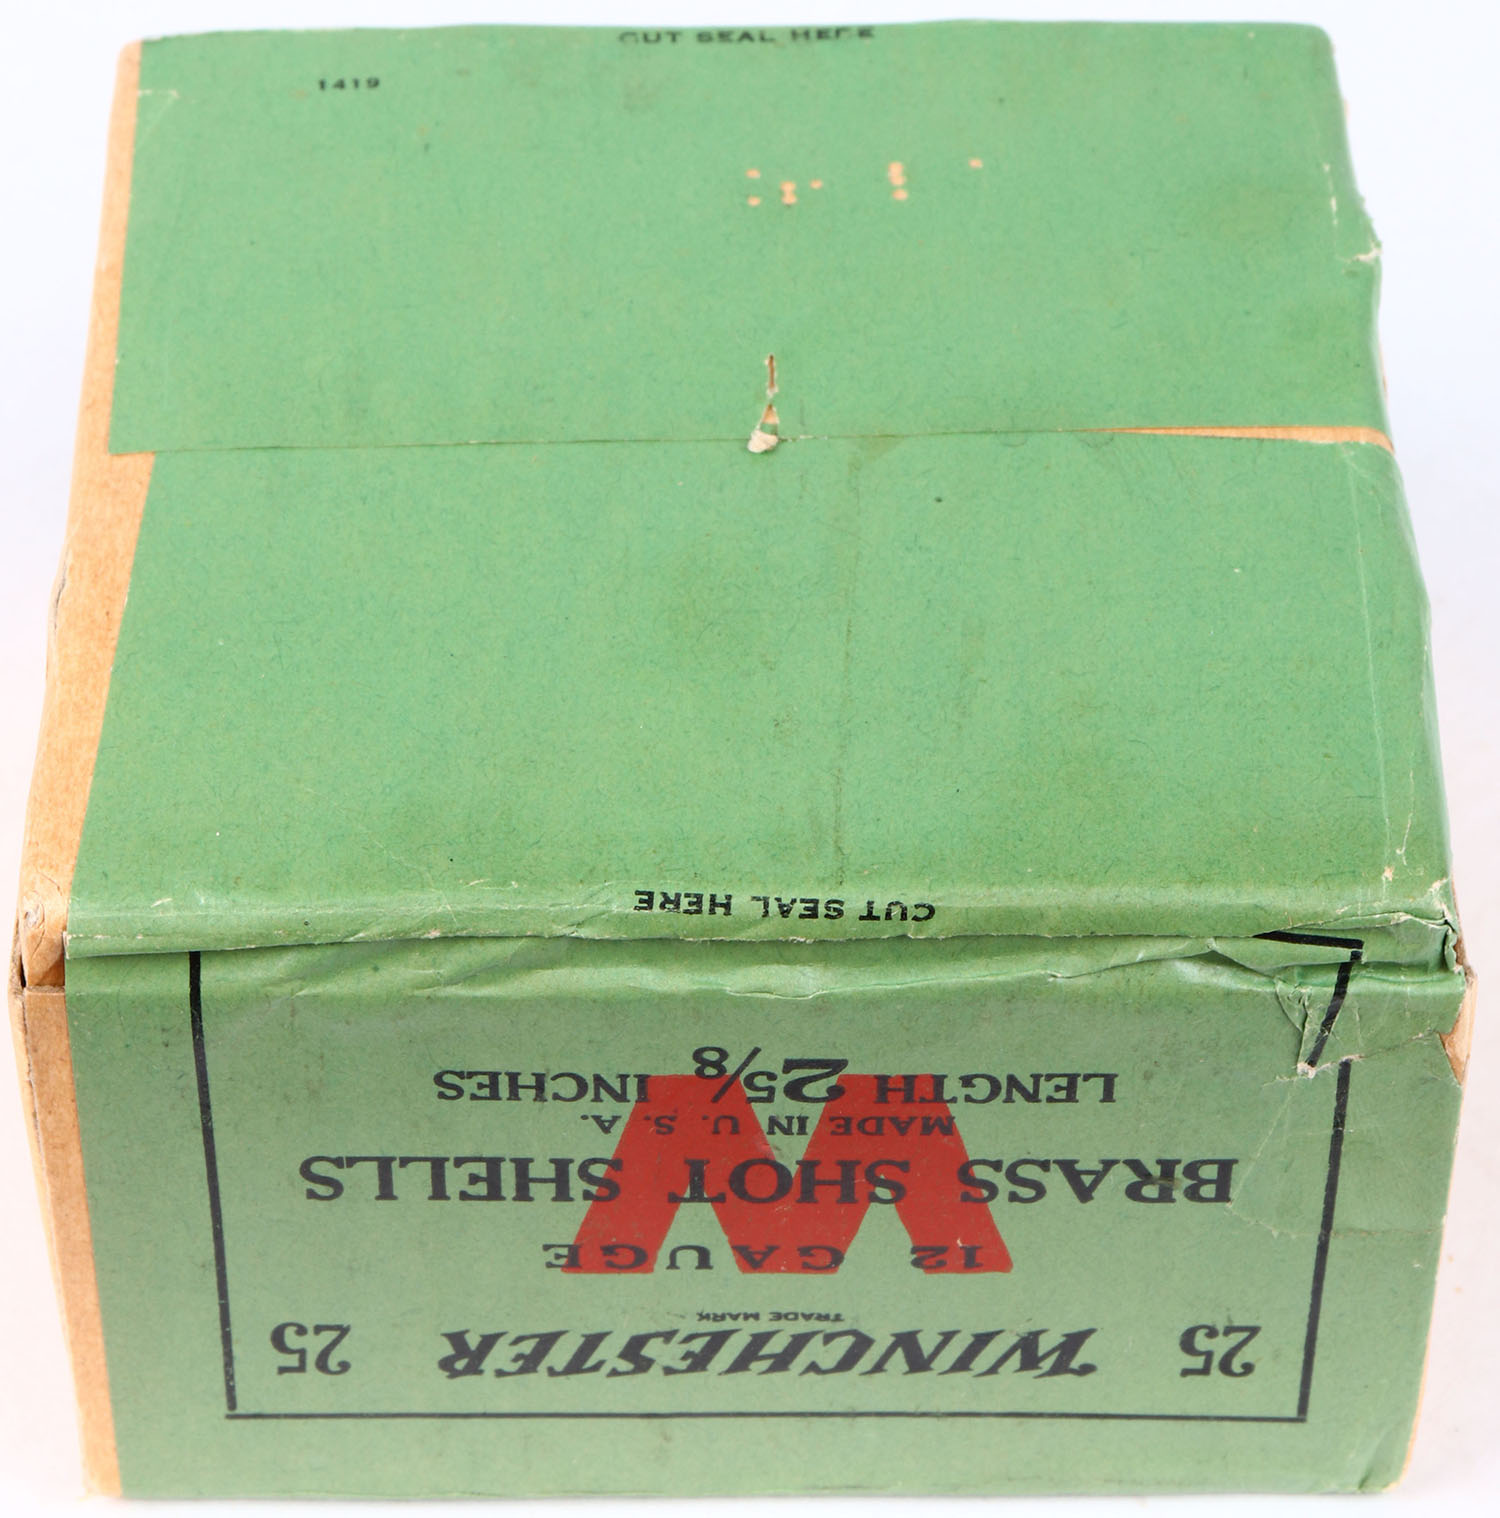 CUT SEAL HERE
1419
CUT SEAL HERE
25 WINCHESTER 25
TRADE MARK
12 GAUGE
BRASS SHOT SHELLS
MADE IN U. S. A.
LENGTH 2 5/8 INCHES
W